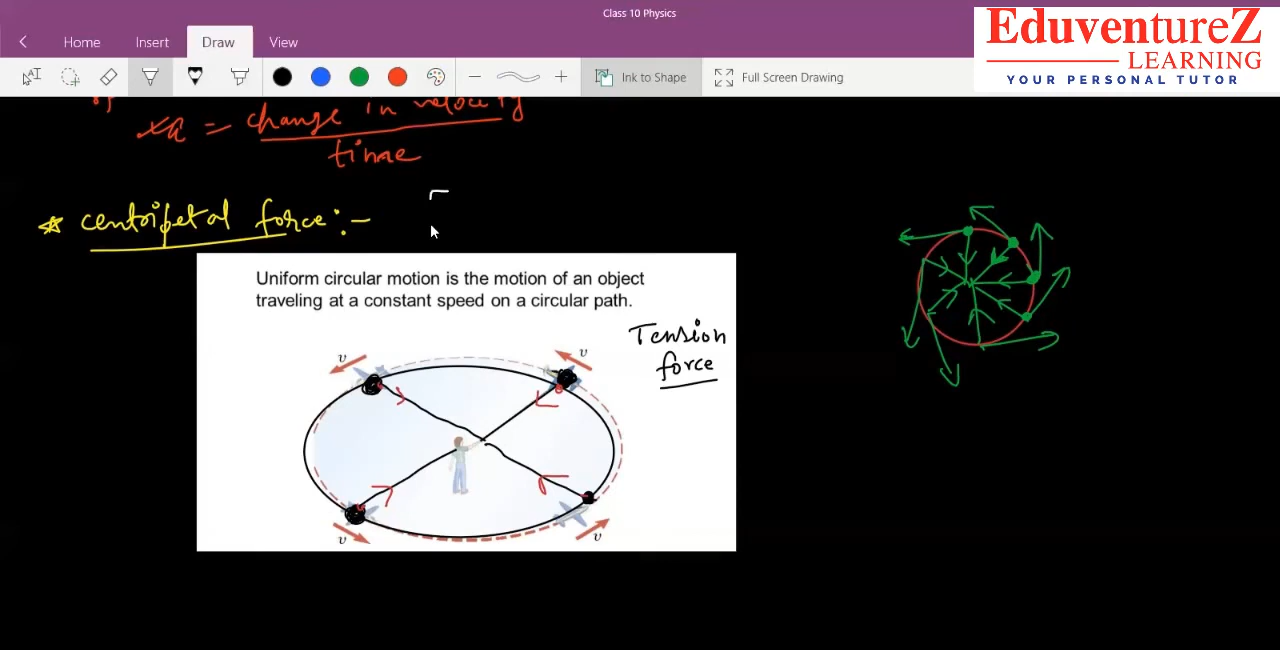 Class 10 Physics
EduventureZ
LEARNING
YOUR PERSONAL TUTOR
Home Insert Draw View
Ink to Shape Full Screen Drawing
= change in velocity
time
* centripetal force:-
Uniform circular motion is the motion of an object
traveling at a constant speed on a circular path.
Tension
force
v
v
v
v